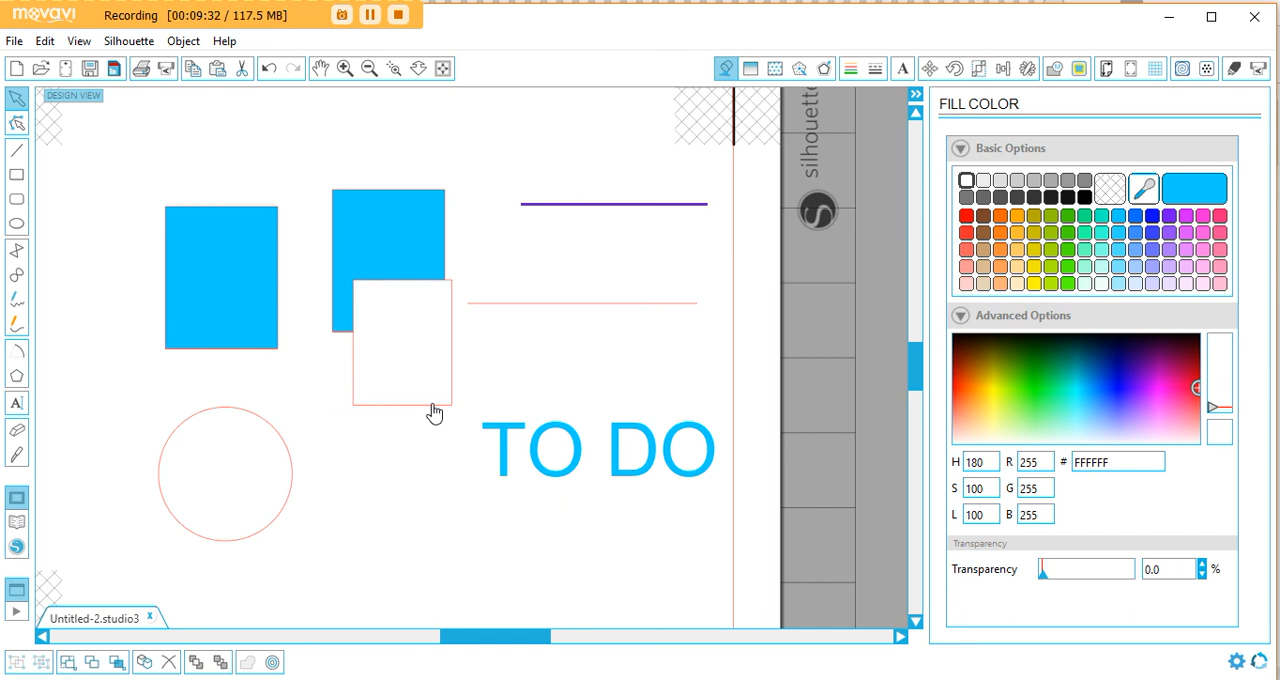 movavi Recording [00:09:32 / 117.5 MB]
File Edit View Silhouette Object Help
DESIGN VIEW
silhouette
S
TO DO
Untitled-2.studio3 x
FILL COLOR
Basic Options
Advanced Options
H 180 R 255 # FFFFFF
S 100 G 255
L 100 B 255
Transparency
Transparency 0.0 %